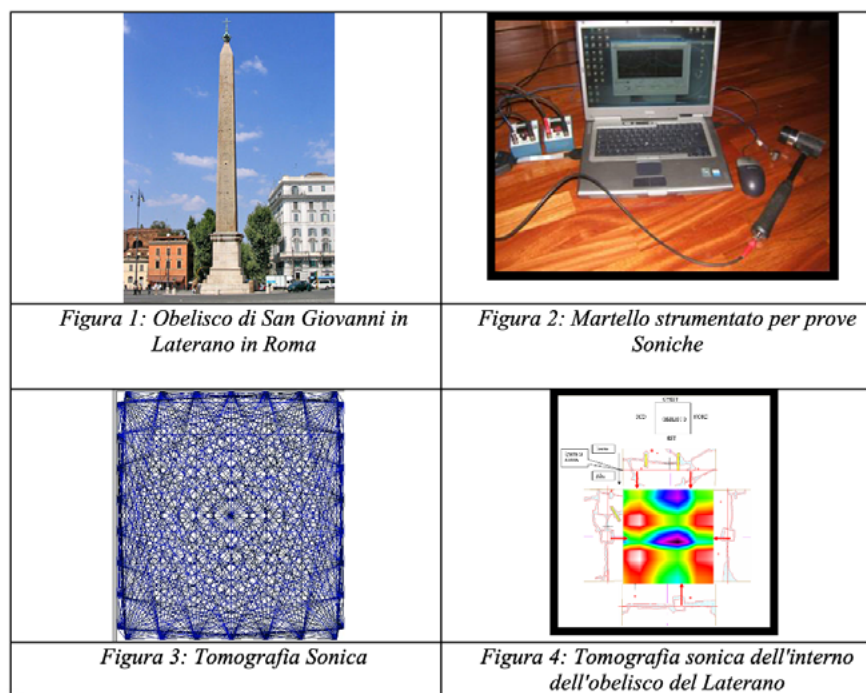 Figura 1: Obelisco di San Giovanni in
Laterano in Roma
Figura 2: Martello strumentato per prove
Soniche
Figura 3: Tomografia Sonica
OBELISCO
Figura 4: Tomografia sonica dell'interno
dell'obelisco del Laterano